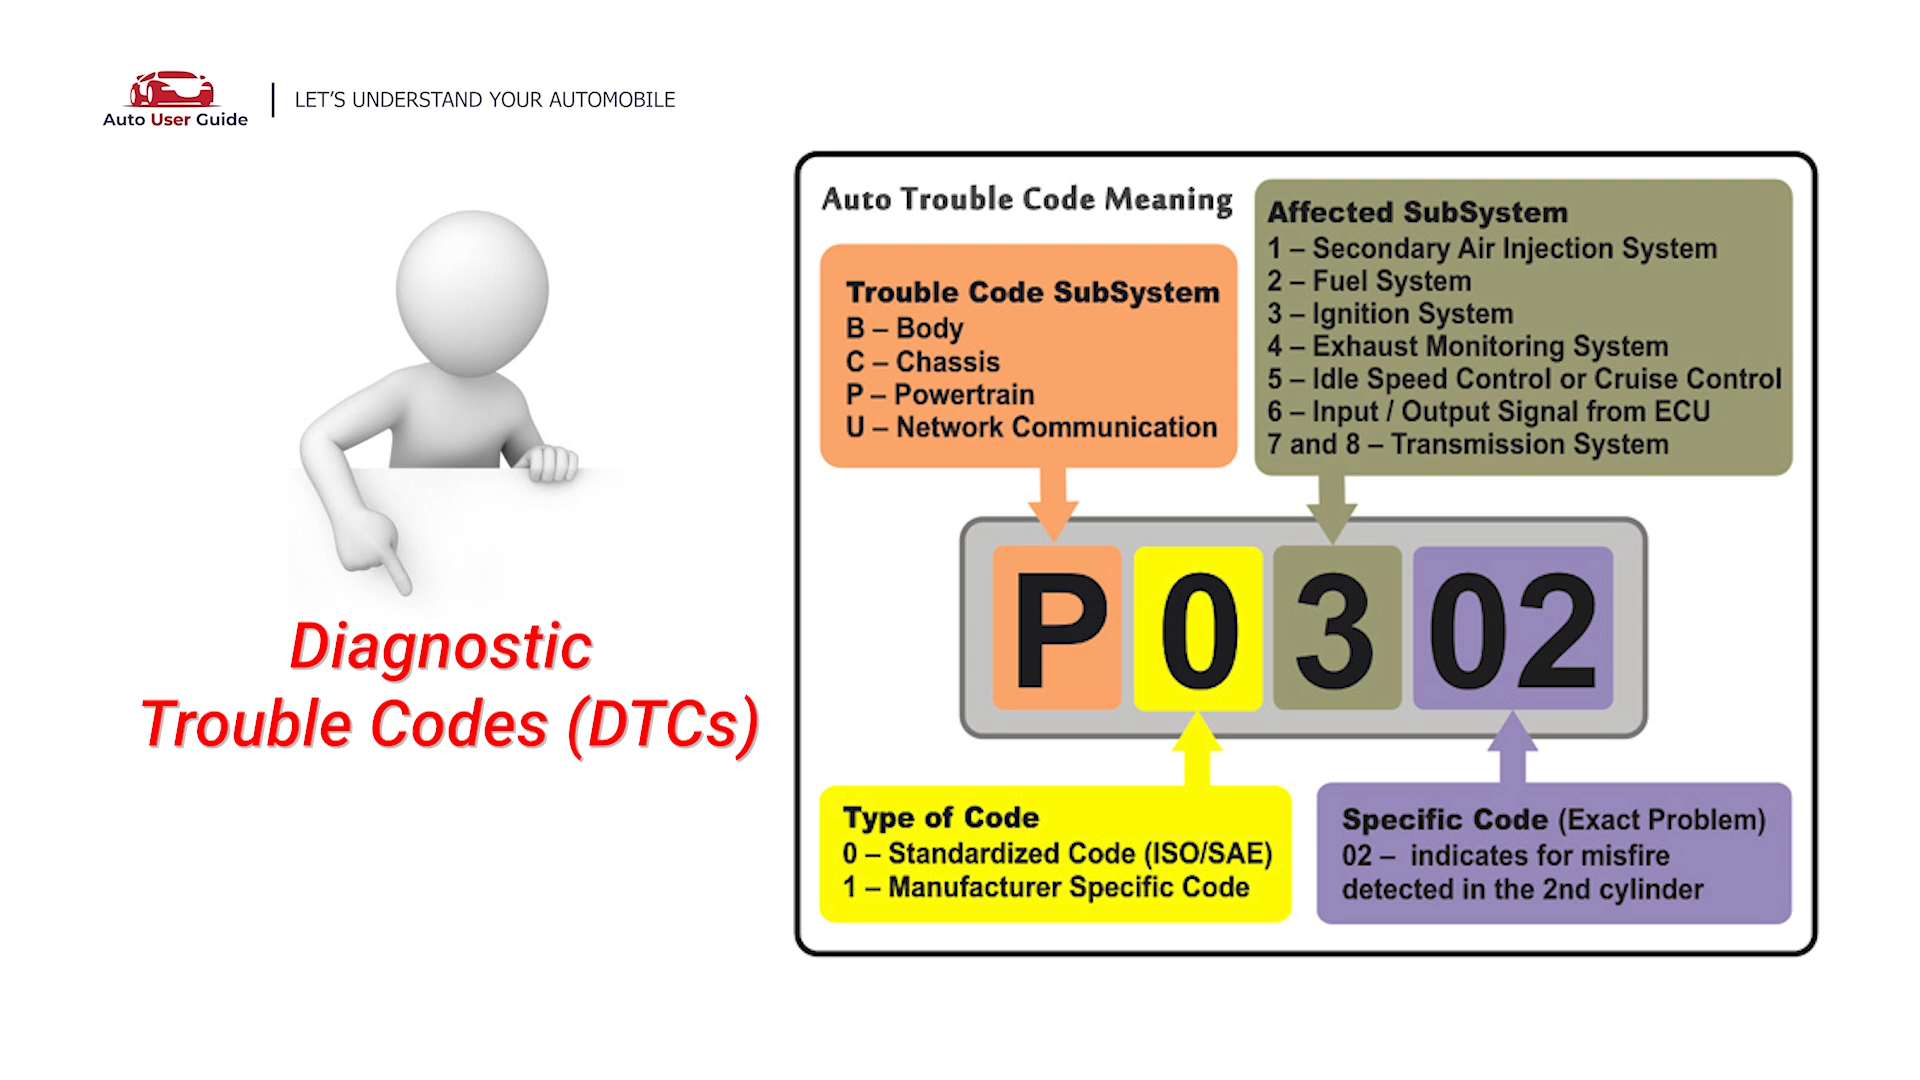 Auto User Guide
LET'S UNDERSTAND YOUR AUTOMOBILE
Diagnostic
Trouble Codes (DTCs)
Auto Trouble Code Meaning
Trouble Code SubSystem
B – Body
C – Chassis
P – Powertrain
U – Network Communication
Affected SubSystem
1 – Secondary Air Injection System
2 – Fuel System
3 – Ignition System
4 – Exhaust Monitoring System
5 – Idle Speed Control or Cruise Control
6 – Input / Output Signal from ECU
7 and 8 – Transmission System
P 0 3 02
Type of Code
0 – Standardized Code (ISO/SAE)
1 – Manufacturer Specific Code
Specific Code (Exact Problem)
02 – indicates for misfire
detected in the 2nd cylinder